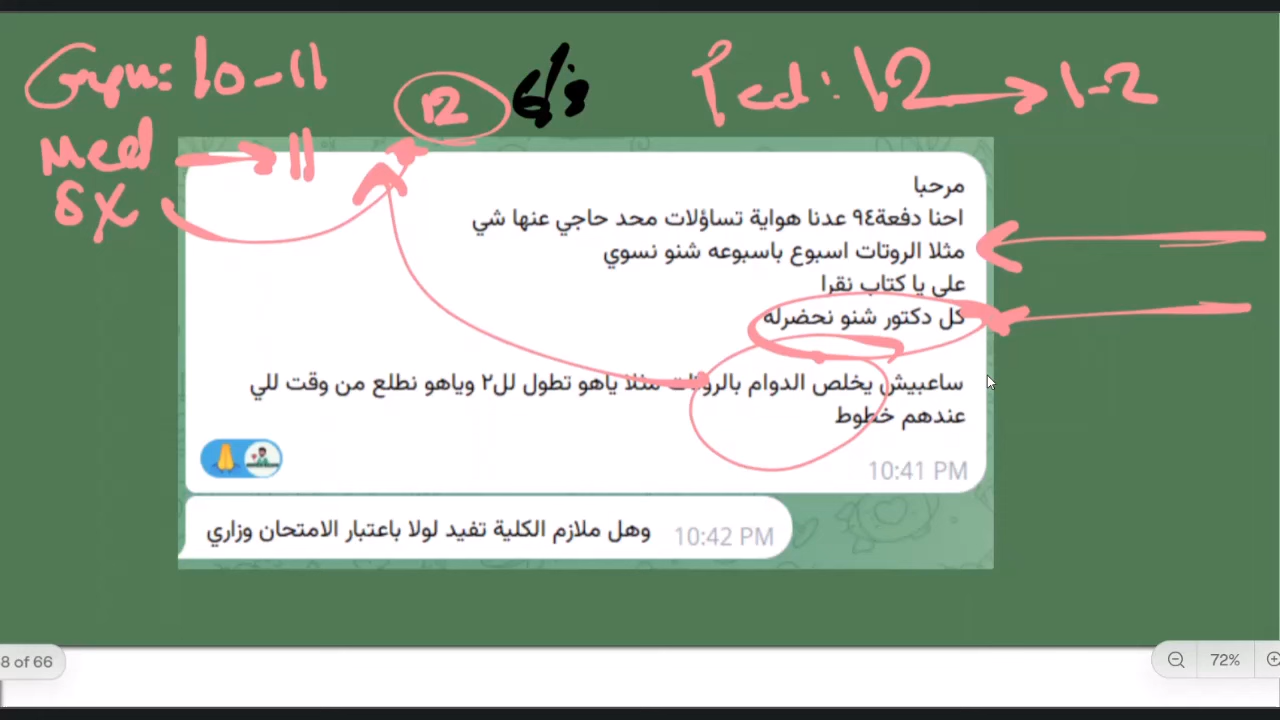 Gyn: 10-11
12
Ped: 12 → 1-2
Med → 11
Sx
مرحبا
احنا دفعة٩٤ عدنا هواية تساؤلات محد حاجي عنها شي
مثلا الروتات اسبوع باسبوعه شنو نسوي
على يا كتاب نقرا
كل دكتور شنو نحضرله
ساعبيش يخلص الدوام بالروتات مثلا ياهو تطول لل٢ وياهو نطلع من وقت للي
عندهم خطوط
10:41 PM
وهل ملازم الكلية تفيد لولا باعتبار الامتحان وزاري
10:42 PM
8 of 66
72%